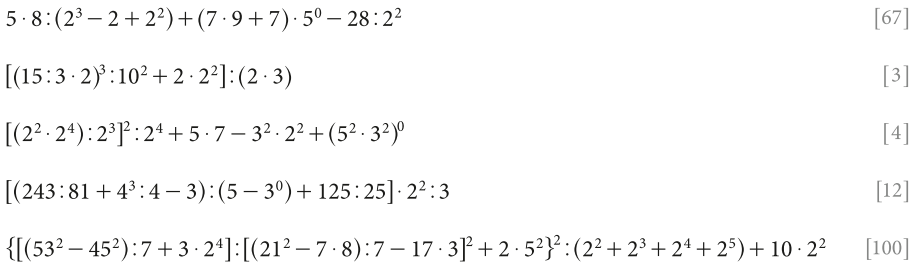 5 · 8 : (2³ − 2 + 2²) + (7 · 9 + 7) · 5⁰ − 28 : 2² [67]
[(15 : 3 · 2)³ : 10² + 2 · 2²] : (2 · 3) [3]
[(2² · 2⁴) : 2³]² : 2⁴ + 5 · 7 − 3² · 2² + (5² · 3²)⁰ [4]
[(243 : 81 + 4³ : 4 − 3) : (5 − 3⁰) + 125 : 25] · 2² : 3 [12]
{[(53² − 45²) : 7 + 3 · 2⁴] : [(21² − 7 · 8) : 7 − 17 · 3]² + 2 · 5²}² : (2² + 2³ + 2⁴ + 2⁵) + 10 · 2² [100]